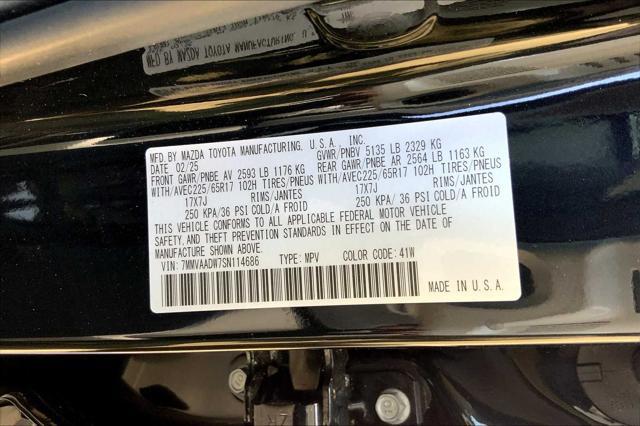 MFD BY MAZDA TOYOTA MANUFACTURING, U.S.A. INC.
DATE 02/25 GVWR/PNBV 5135 LB 2329 KG
FRONT GAWR/PNBE AV 2593 LB 1176 KG REAR GAWR/PNBE AR 2564 LB 1163 KG
WITH/AVEC225/65R17 102H TIRES/PNEUS WITH/AVEC225/65R17 102H TIRES/PNEUS
17X7J RIMS/JANTES 17X7J RIMS/JANTES
250 KPA/36 PSI COLD/A FROID 250 KPA/36 PSI COLD/A FROID
THIS VEHICLE CONFORMS TO ALL APPLICABLE FEDERAL MOTOR VEHICLE
SAFETY, AND THEFT PREVENTION STANDARDS IN EFFECT ON THE DATE OF
MANUFACTURE SHOWN ABOVE.
VIN: 7MMVAADW7SN114686 TYPE: MPV COLOR CODE: 41W
MADE IN U.S.A.